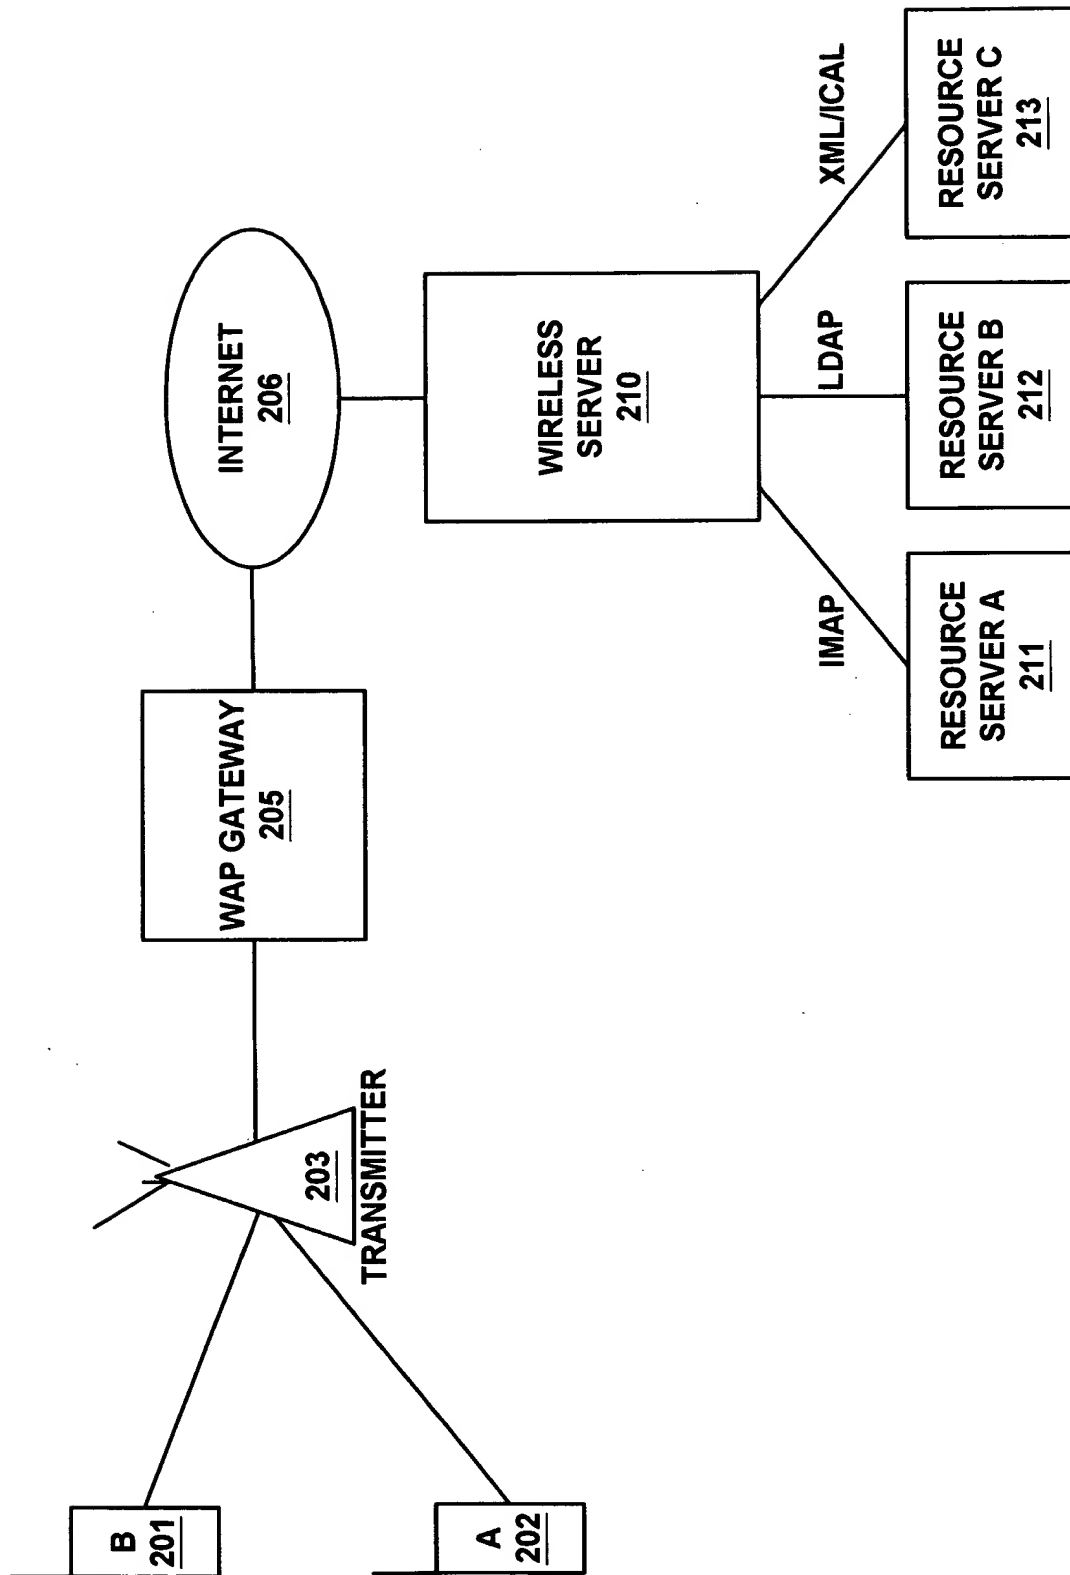 B
201
A
202
203
TRANSMITTER
WAP GATEWAY
205
INTERNET
206
WIRELESS
SERVER
210
IMAP
LDAP
XML/ICAL
RESOURCE
SERVER A
211
RESOURCE
SERVER B
212
RESOURCE
SERVER C
213